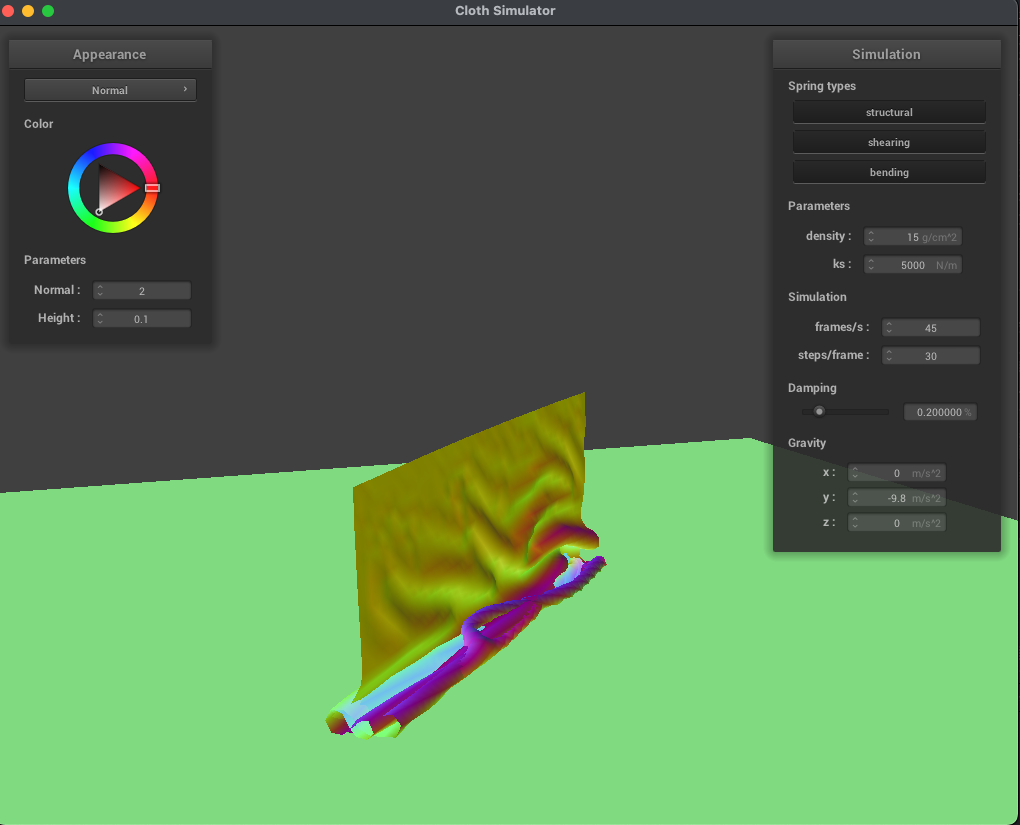 Cloth Simulator
Appearance
Normal
Color
Parameters
Normal : 2
Height : 0.1
Simulation
Spring types
structural
shearing
bending
Parameters
density : 15 g/cm^2
ks : 5000 N/m
Simulation
frames/s : 45
steps/frame : 30
Damping
0.200000 %
Gravity
x : 0 m/s^2
y : -9.8 m/s^2
z : 0 m/s^2